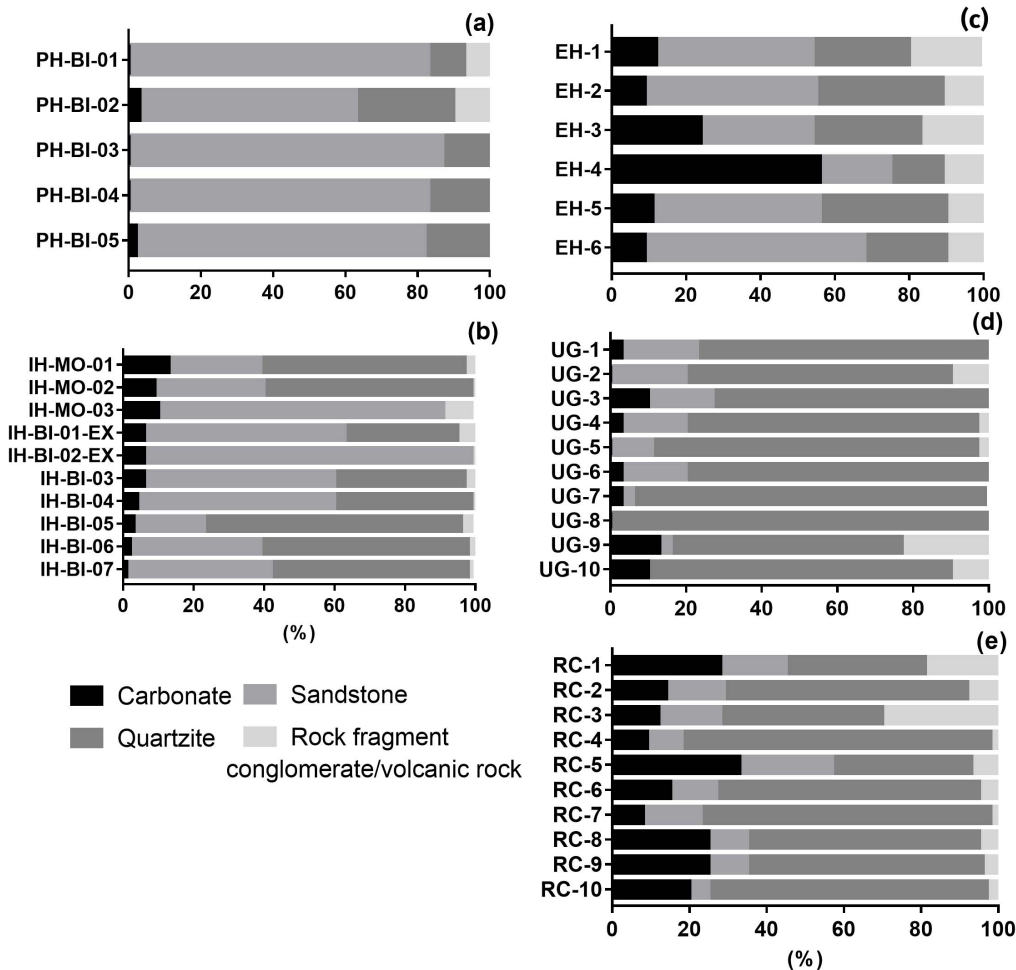 (a)
PH-BI-01
PH-BI-02
PH-BI-03
PH-BI-04
PH-BI-05
0 20 40 60 80 100
(b)
IH-MO-01
IH-MO-02
IH-MO-03
IH-BI-01-EX
IH-BI-02-EX
IH-BI-03
IH-BI-04
IH-BI-05
IH-BI-06
IH-BI-07
0 20 40 60 80 100
(%)
Carbonate Sandstone
Quartzite Rock fragment
conglomerate/volcanic rock
(c)
EH-1
EH-2
EH-3
EH-4
EH-5
EH-6
0 20 40 60 80 100
(d)
UG-1
UG-2
UG-3
UG-4
UG-5
UG-6
UG-7
UG-8
UG-9
UG-10
0 20 40 60 80 100
(e)
RC-1
RC-2
RC-3
RC-4
RC-5
RC-6
RC-7
RC-8
RC-9
RC-10
0 20 40 60 80 100
(%)